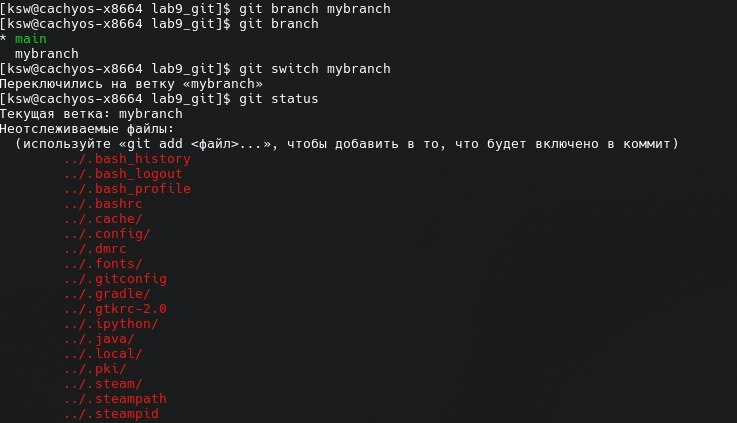 [ksw@cachyos-x8664 lab9_git]$ git branch mybranch
[ksw@cachyos-x8664 lab9_git]$ git branch
* main
  mybranch
[ksw@cachyos-x8664 lab9_git]$ git switch mybranch
Переключились на ветку «mybranch»
[ksw@cachyos-x8664 lab9_git]$ git status
Текущая ветка: mybranch
Неотслеживаемые файлы:
  (используйте «git add <файл>...», чтобы добавить в то, что будет включено в коммит)
        ../.bash_history
        ../.bash_logout
        ../.bash_profile
        ../.bashrc
        ../.cache/
        ../.config/
        ../.dmrc
        ../.fonts/
        ../.gitconfig
        ../.gradle/
        ../.gtkrc-2.0
        ../.ipython/
        ../.java/
        ../.local/
        ../.pki/
        ../.steam/
        ../.steampath
        ../.steampid